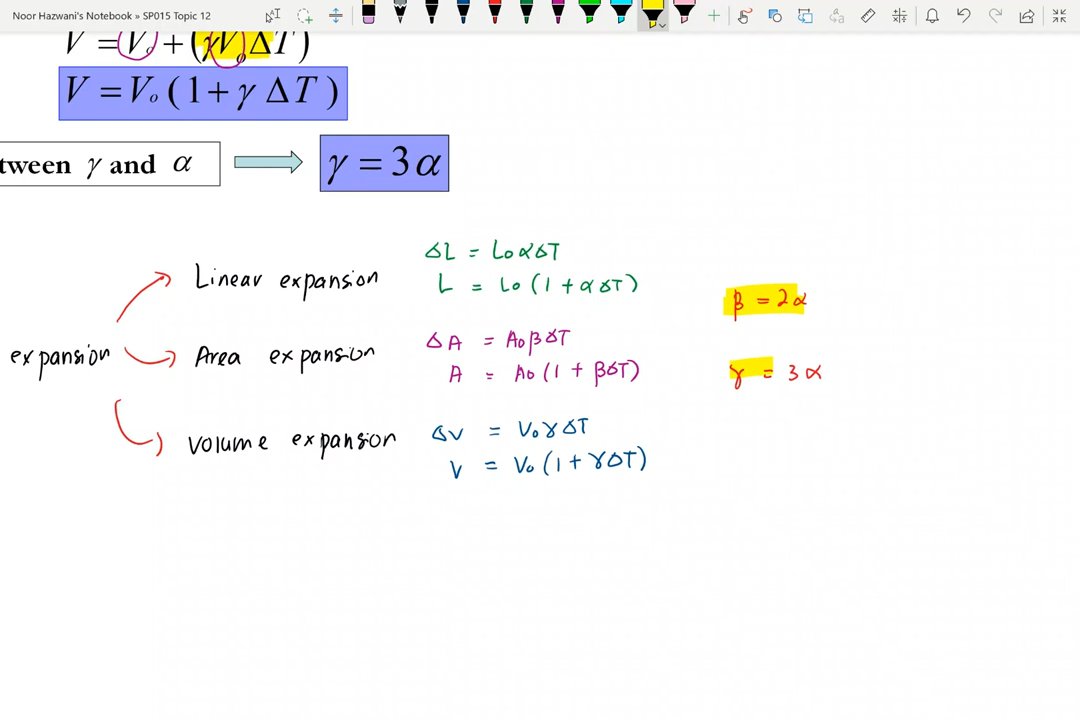 Noor Hazwani's Notebook » SP015 Topic 12
V = V₀ + (γV₀ΔT)
V = V₀ (1 + γ ΔT)
tween γ and α
γ = 3α
ΔL = L₀αΔT
Linear expansion
L = L₀ (1 + αΔT)
β = 2α
ΔA = A₀βΔT
expansion
Area expansion
A = A₀ (1 + βΔT)
γ = 3α
ΔV = V₀γΔT
Volume expansion
V = V₀ (1 + γΔT)